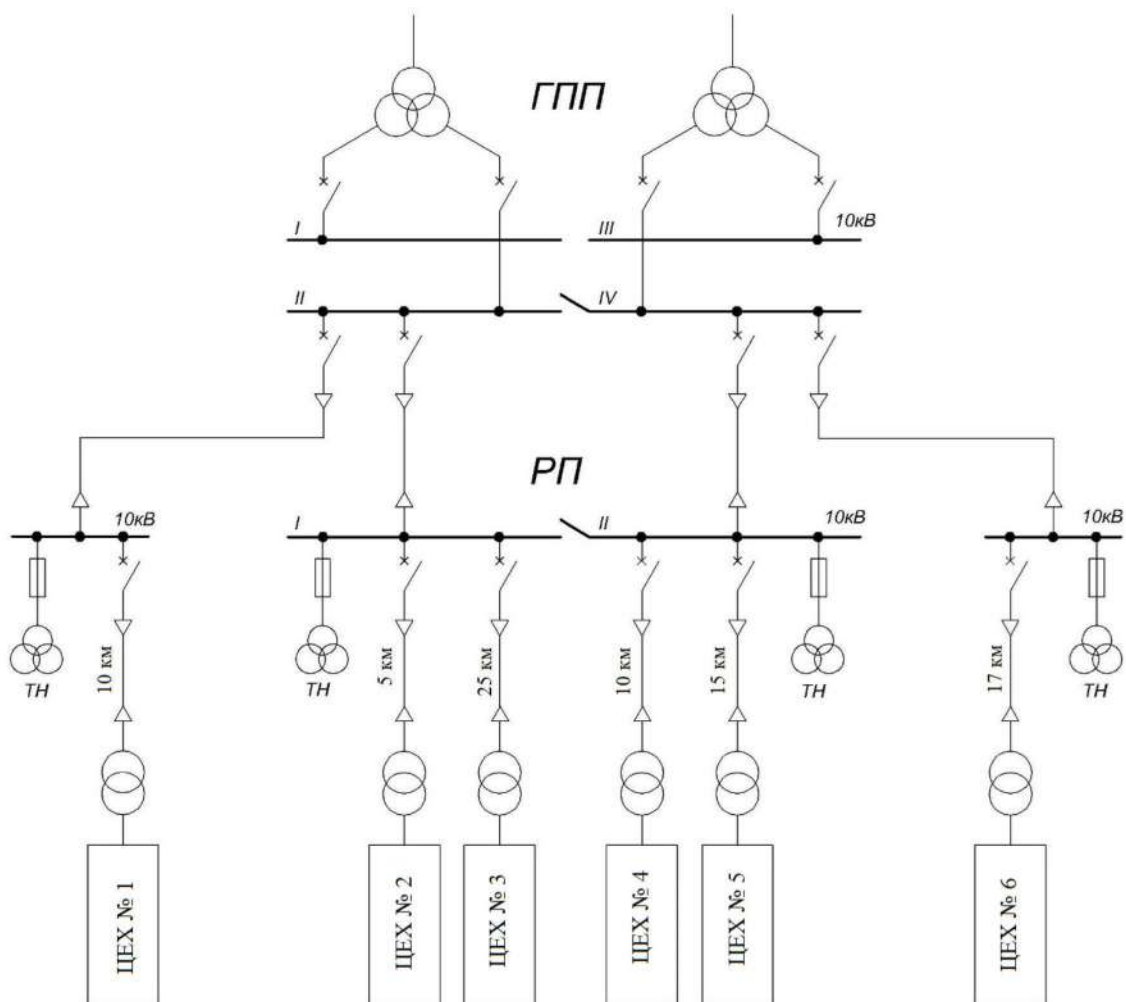 ГПП
I
III
10кВ
II
IV
РП
10кВ
I
II
10кВ
10кВ
ТН
10 км
ТН
5 км
25 км
10 км
15 км
ТН
17 км
ТН
ЦЕХ № 1
ЦЕХ № 2
ЦЕХ № 3
ЦЕХ № 4
ЦЕХ № 5
ЦЕХ № 6